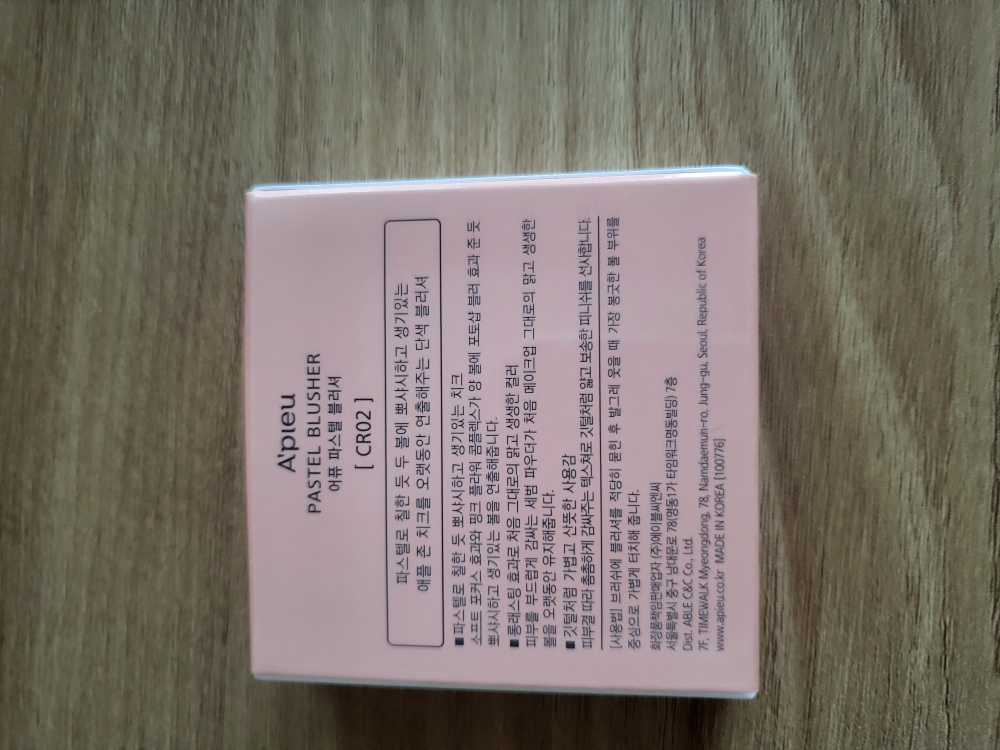 A'pieu
PASTEL BLUSHER
어퓨 파스텔 블러셔
[ CR02 ]
파스텔로 칠한 듯 두 볼에 뽀샤시하고 생기있는
애플 존 치크를 오랫동안 연출해주는 단색 블러셔
■ 파스텔로 칠한 듯 뽀샤시하고 생기있는 치크
소프트 포커스 효과와 핑크 플라워 콤플렉스가 양 볼에 포토샵 블러 효과 준 듯
뽀샤시하고 생기있는 볼을 연출해줍니다.
■ 롱래스팅 효과로 처음 그대로의 맑고 생생한 컬러
피부를 부드럽게 감싸는 세범 파우더가 처음 메이크업 그대로의 맑고 생생한
볼을 오랫동안 유지해줍니다.
■ 깃털처럼 가볍고 산뜻한 사용감
피부결 따라 촘촘하게 감싸주는 텍스쳐로 깃털처럼 얇고 보송한 피니쉬를 선사합니다.
[사용법] 브러쉬에 블러셔를 적당히 묻힌 후 발그레 웃을 때 가장 봉긋한 볼 부위를
중심으로 가볍게 터치해 줍니다.
화장품책임판매업자 (주)에이블씨엔씨
서울특별시 중구 남대문로 78(명동1가 타임워크명동빌딩) 7층
Dist. ABLE C&C Co., Ltd.
7F, TIMEWALK Myeongdong, 78, Namdaemun-ro, Jung-gu, Seoul, Republic of Korea
www.apieu.co.kr MADE IN KOREA [100776]